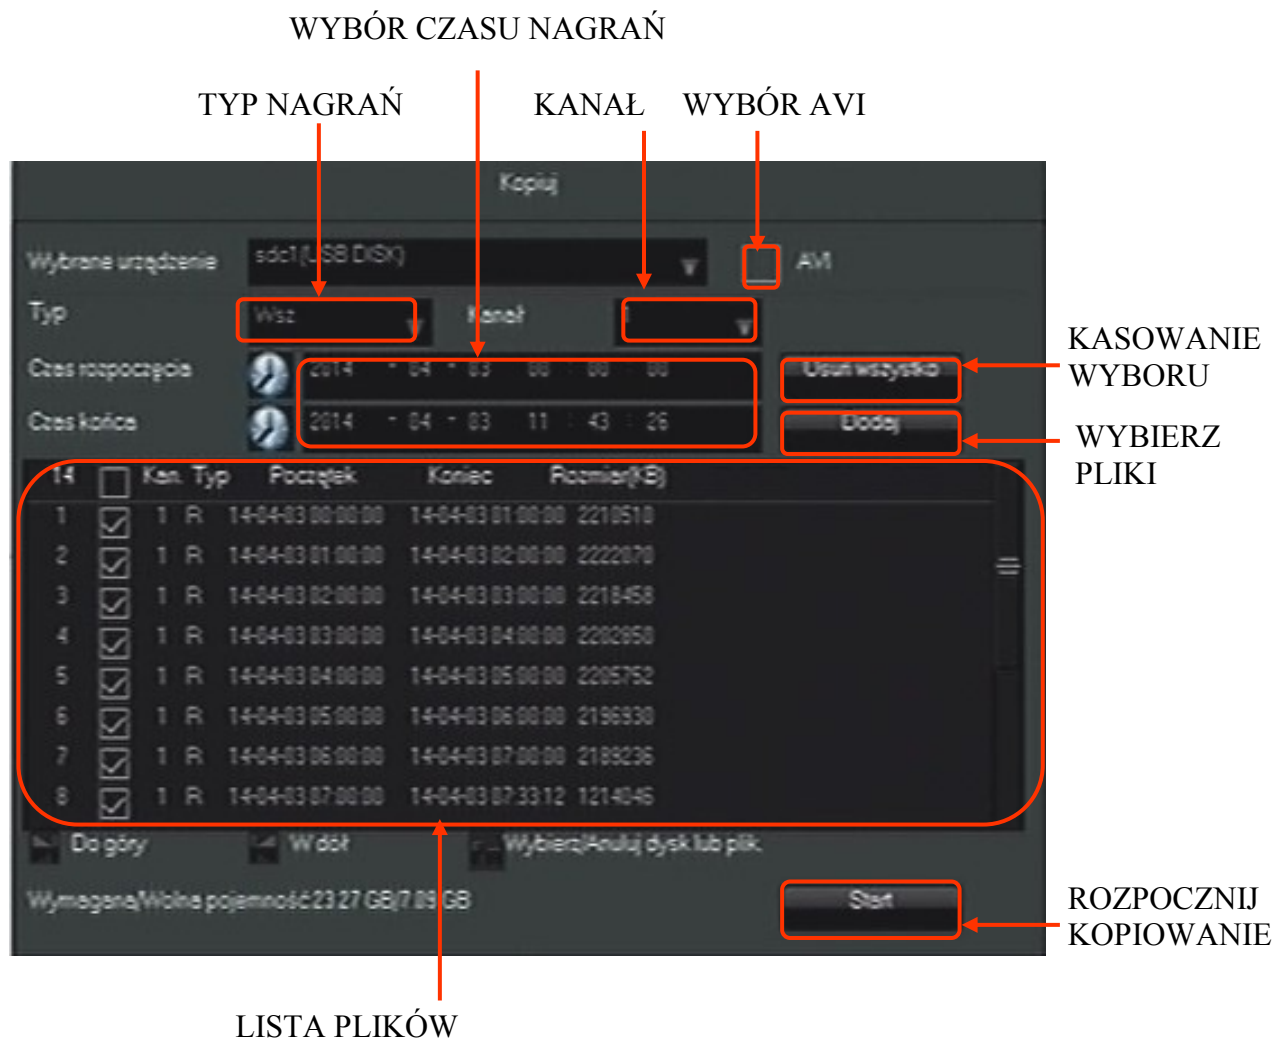 WYBÓR CZASU NAGRAŃ
TYP NAGRAŃ KANAŁ WYBÓR AVI
Kopiuj
Wybrane urządzenie sdc1(USB DISK) AVI
Typ Wsz Kanał 1
Czas rozpoczęcia 2014 - 04 - 03 00 : 00 : 00 Usuń wszystko
KASOWANIE
WYBORU
Czas końca 2014 - 04 - 03 11 : 43 : 26 Dodaj
WYBIERZ
PLIKI
14 Kan. Typ Początek Koniec Rozmiar(KB)
1 1 R 14-04-03 00:00:00 14-04-03 01:00:00 2210510
2 1 R 14-04-03 01:00:00 14-04-03 02:00:00 2222070
3 1 R 14-04-03 02:00:00 14-04-03 03:00:00 2218458
4 1 R 14-04-03 03:00:00 14-04-03 04:00:00 2202950
5 1 R 14-04-03 04:00:00 14-04-03 05:00:00 2205752
6 1 R 14-04-03 05:00:00 14-04-03 06:00:00 2196930
7 1 R 14-04-03 06:00:00 14-04-03 07:00:00 2189236
8 1 R 14-04-03 07:00:00 14-04-03 07:33:12 1214046
Do góry W dół Wybierz/Anuluj dysk lub plik.
Wymagana/Wolna pojemność:23.27 GB/7.09 GB Start
ROZPOCZNIJ
KOPIOWANIE
LISTA PLIKÓW